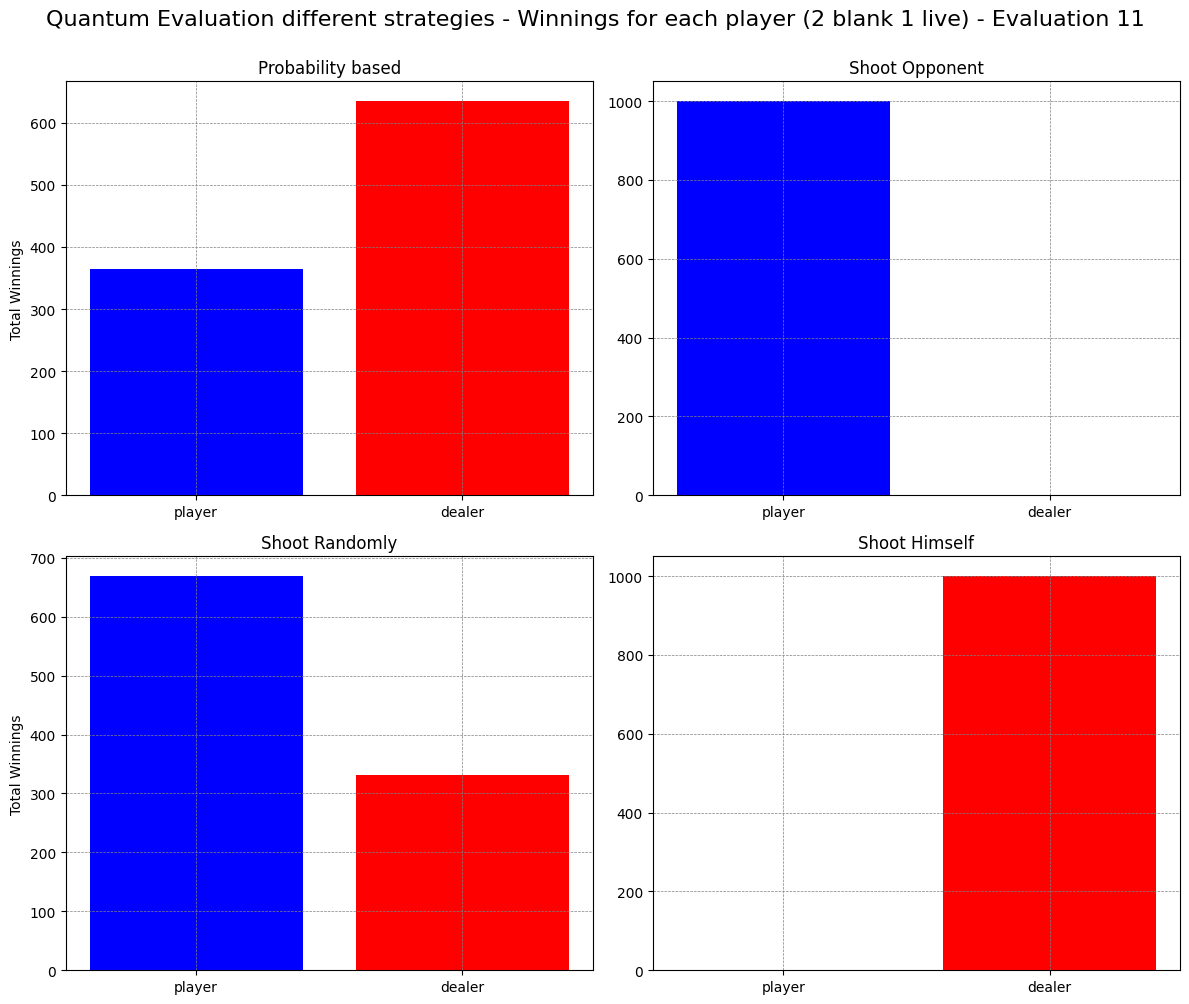 Quantum Evaluation different strategies - Winnings for each player (2 blank 1 live) - Evaluation 11
Probability based
Total Winnings
600
500
400
300
200
100
0
player
dealer
Shoot Opponent
1000
800
600
400
200
0
player
dealer
Shoot Randomly
Total Winnings
700
600
500
400
300
200
100
0
player
dealer
Shoot Himself
1000
800
600
400
200
0
player
dealer